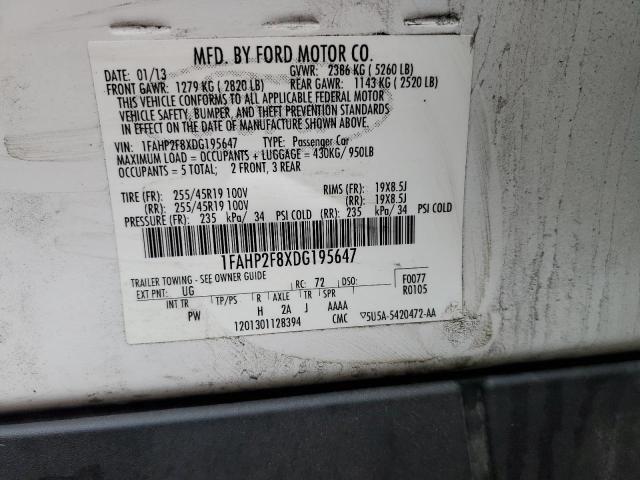 MFD. BY FORD MOTOR CO.
DATE: 01/13 GVWR: 2386 KG ( 5260 LB)
FRONT GAWR: 1279 KG ( 2820 LB) REAR GAWR: 1143 KG ( 2520 LB)
THIS VEHICLE CONFORMS TO ALL APPLICABLE FEDERAL MOTOR
VEHICLE SAFETY, BUMPER, AND THEFT PREVENTION STANDARDS
IN EFFECT ON THE DATE OF MANUFACTURE SHOWN ABOVE.
VIN: 1FAHP2F8XDG195647 TYPE: Passenger Car
MAXIMUM LOAD = OCCUPANTS + LUGGAGE = 430KG/ 950LB
OCCUPANTS = 5 TOTAL; 2 FRONT, 3 REAR
TIRE (FR): 255/45R19 100V RIMS (FR): 19X8.5J
(RR): 255/45R19 100V (RR): 19X8.5J
PRESSURE (FR): 235 kPa/ 34 PSI COLD (RR): 235 kPa/ 34 PSI COLD
1FAHP2F8XDG195647
TRAILER TOWING - SEE OWNER GUIDE
EXT PNT: UG RC: 72 DSO: F0077
R0105
INT TR TP/PS R AXLE TR SPR
PW H 2A J AAAA
1201301128394 CMC ▽5U5A-5420472-AA